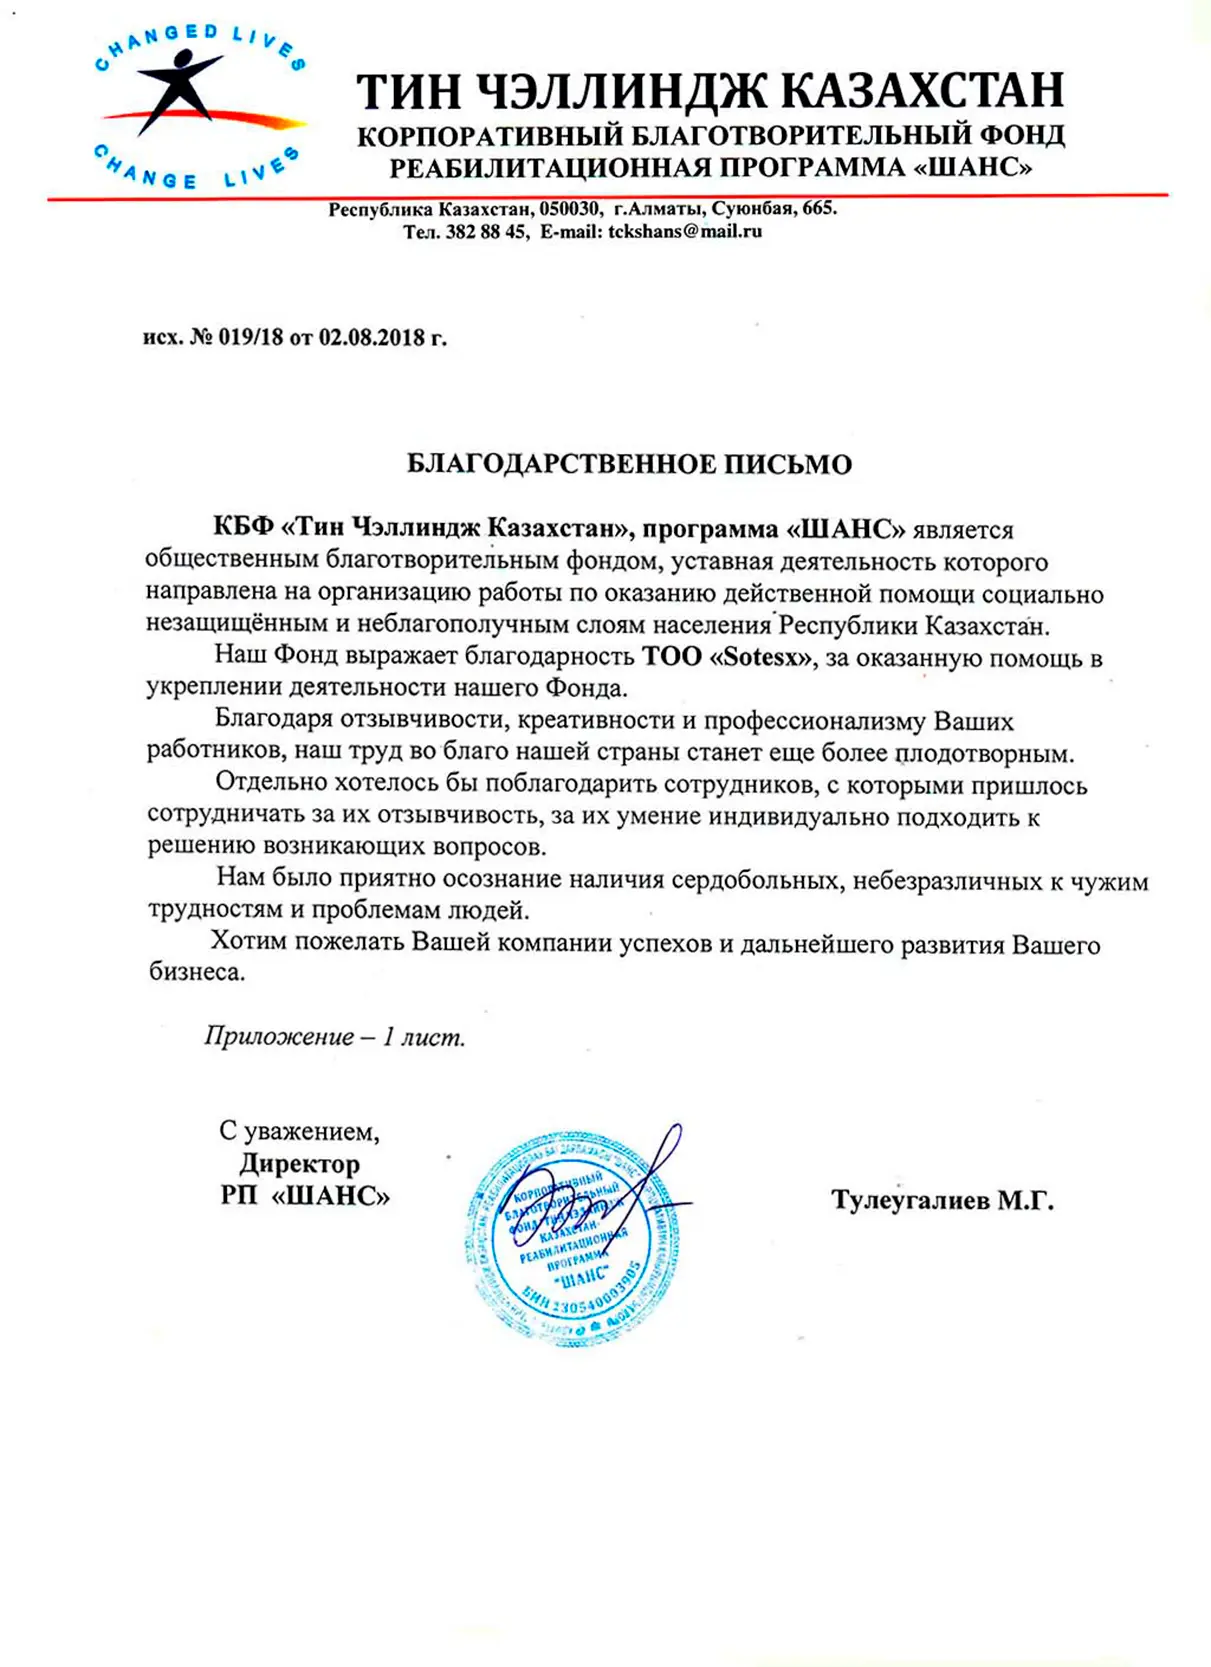 CHANGED LIVES
CHANGE LIVES
ТИН ЧЭЛЛИНДЖ КАЗАХСТАН
КОРПОРАТИВНЫЙ БЛАГОТВОРИТЕЛЬНЫЙ ФОНД
РЕАБИЛИТАЦИОННАЯ ПРОГРАММА «ШАНС»
Республика Казахстан, 050030, г.Алматы, Суюнбая, 665.
Тел. 382 88 45, E-mail: tckshans@mail.ru
исх. № 019/18 от 02.08.2018 г.
БЛАГОДАРСТВЕННОЕ ПИСЬМО
КБФ «Тин Чэллиндж Казахстан», программа «ШАНС» является
общественным благотворительным фондом, уставная деятельность которого
направлена на организацию работы по оказанию действенной помощи социально
незащищённым и неблагополучным слоям населения Республики Казахстан.
Наш Фонд выражает благодарность ТОО «Sotesx», за оказанную помощь в
укреплении деятельности нашего Фонда.
Благодаря отзывчивости, креативности и профессионализму Ваших
работников, наш труд во благо нашей страны станет еще более плодотворным.
Отдельно хотелось бы поблагодарить сотрудников, с которыми пришлось
сотрудничать за их отзывчивость, за их умение индивидуально подходить к
решению возникающих вопросов.
Нам было приятно осознание наличия сердобольных, небезразличных к чужим
трудностям и проблемам людей.
Хотим пожелать Вашей компании успехов и дальнейшего развития Вашего
бизнеса.
Приложение – 1 лист.
С уважением,
Директор
РП «ШАНС»
Тулеугалиев М.Г.
КОРПОРАТИВНЫЙ
БЛАГОТВОРИТЕЛЬНЫЙ
КАЗАХСТАН-
РЕАБИЛИТАЦИОННАЯ
ПРОГРАММА
"ШАНС"